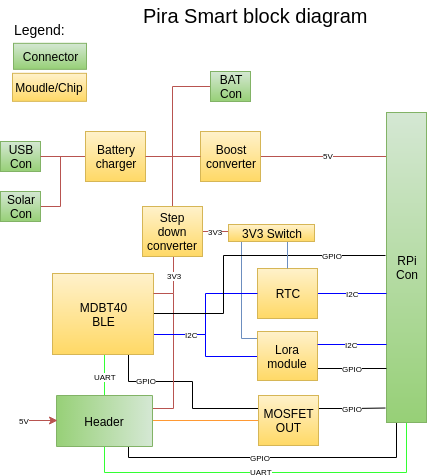 Pira Smart block diagram
Legend:
Connector
Moudle/Chip
BAT
Con
USB
Con
Battery
charger
Boost
converter
5V
Solar
Con
Step
down
converter
3V3
3V3 Switch
GPIO
RPi
Con
3V3
MDBT40
BLE
RTC
I2C
I2C
Lora
module
I2C
GPIO
UART
GPIO
Header
5V
MOSFET
OUT
GPIO
GPIO
UART